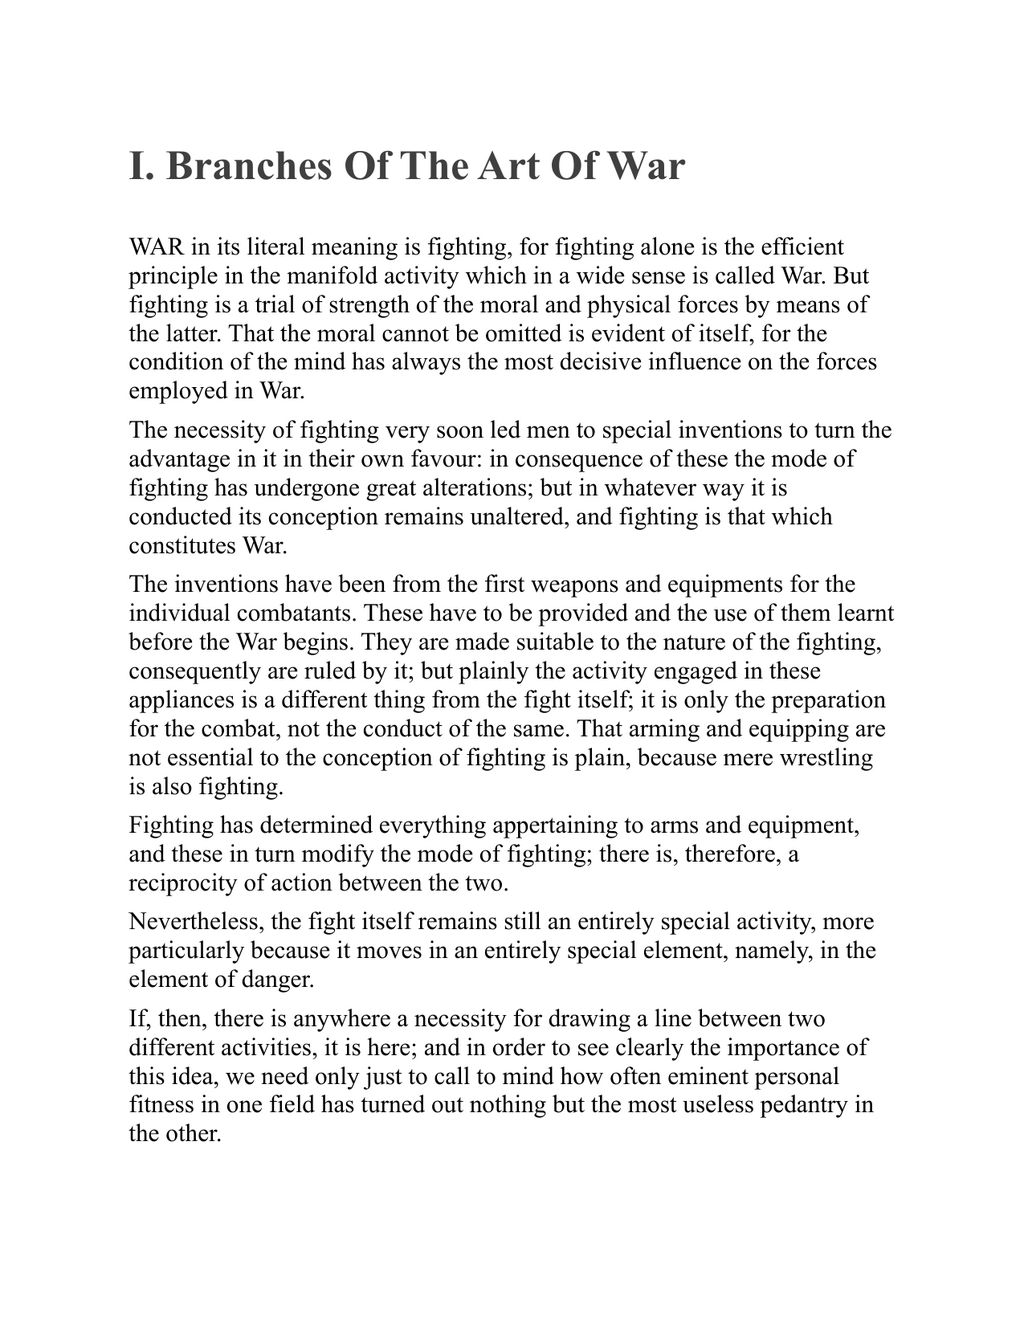 I. Branches Of The Art Of War
WAR in its literal meaning is fighting, for fighting alone is the efficient
principle in the manifold activity which in a wide sense is called War. But
fighting is a trial of strength of the moral and physical forces by means of
the latter. That the moral cannot be omitted is evident of itself, for the
condition of the mind has always the most decisive influence on the forces
employed in War.
The necessity of fighting very soon led men to special inventions to turn the
advantage in it in their own favour: in consequence of these the mode of
fighting has undergone great alterations; but in whatever way it is
conducted its conception remains unaltered, and fighting is that which
constitutes War.
The inventions have been from the first weapons and equipments for the
individual combatants. These have to be provided and the use of them learnt
before the War begins. They are made suitable to the nature of the fighting,
consequently are ruled by it; but plainly the activity engaged in these
appliances is a different thing from the fight itself; it is only the preparation
for the combat, not the conduct of the same. That arming and equipping are
not essential to the conception of fighting is plain, because mere wrestling
is also fighting.
Fighting has determined everything appertaining to arms and equipment,
and these in turn modify the mode of fighting; there is, therefore, a
reciprocity of action between the two.
Nevertheless, the fight itself remains still an entirely special activity, more
particularly because it moves in an entirely special element, namely, in the
element of danger.
If, then, there is anywhere a necessity for drawing a line between two
different activities, it is here; and in order to see clearly the importance of
this idea, we need only just to call to mind how often eminent personal
fitness in one field has turned out nothing but the most useless pedantry in
the other.